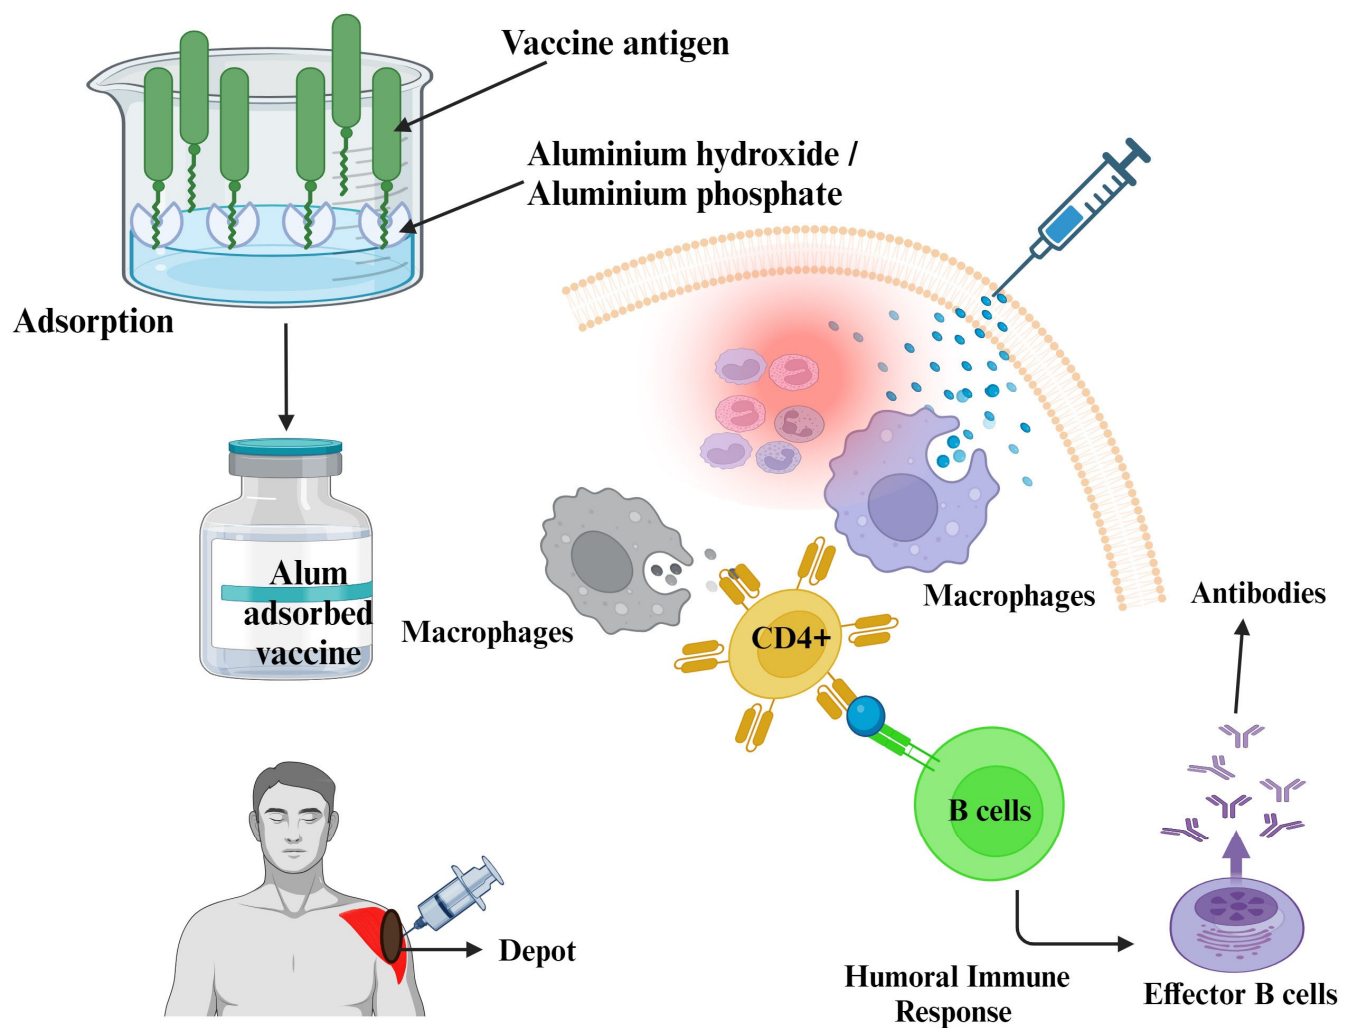 Vaccine antigen
Aluminium hydroxide /
Aluminium phosphate
Adsorption
Alum
adsorbed
vaccine
Macrophages
Macrophages
CD4+
Antibodies
B cells
Depot
Humoral Immune
Response
Effector B cells